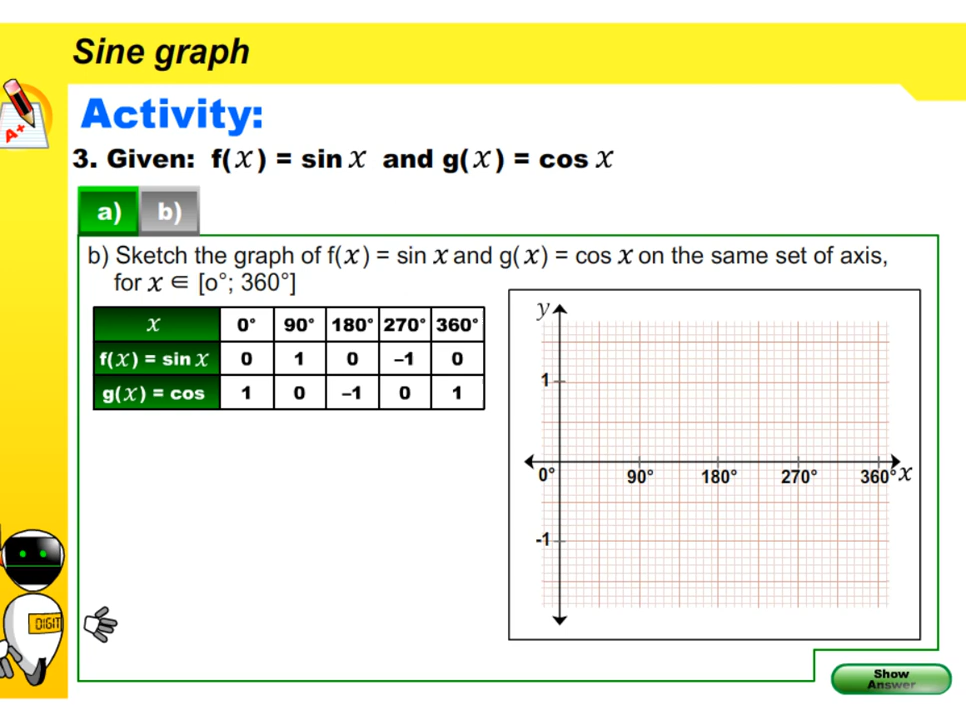 Sine graph
Activity:
A+
3. Given: f(x) = sin x and g(x) = cos x
a) b)
b) Sketch the graph of f(x) = sin x and g(x) = cos x on the same set of axis,
for x ∈ [o°; 360°]
x 0° 90° 180° 270° 360°
f(x) = sin x 0 1 0 –1 0
g(x) = cos 1 0 –1 0 1
y
1
0° 90° 180° 270° 360° x
-1
DIGIT
Show
Answer